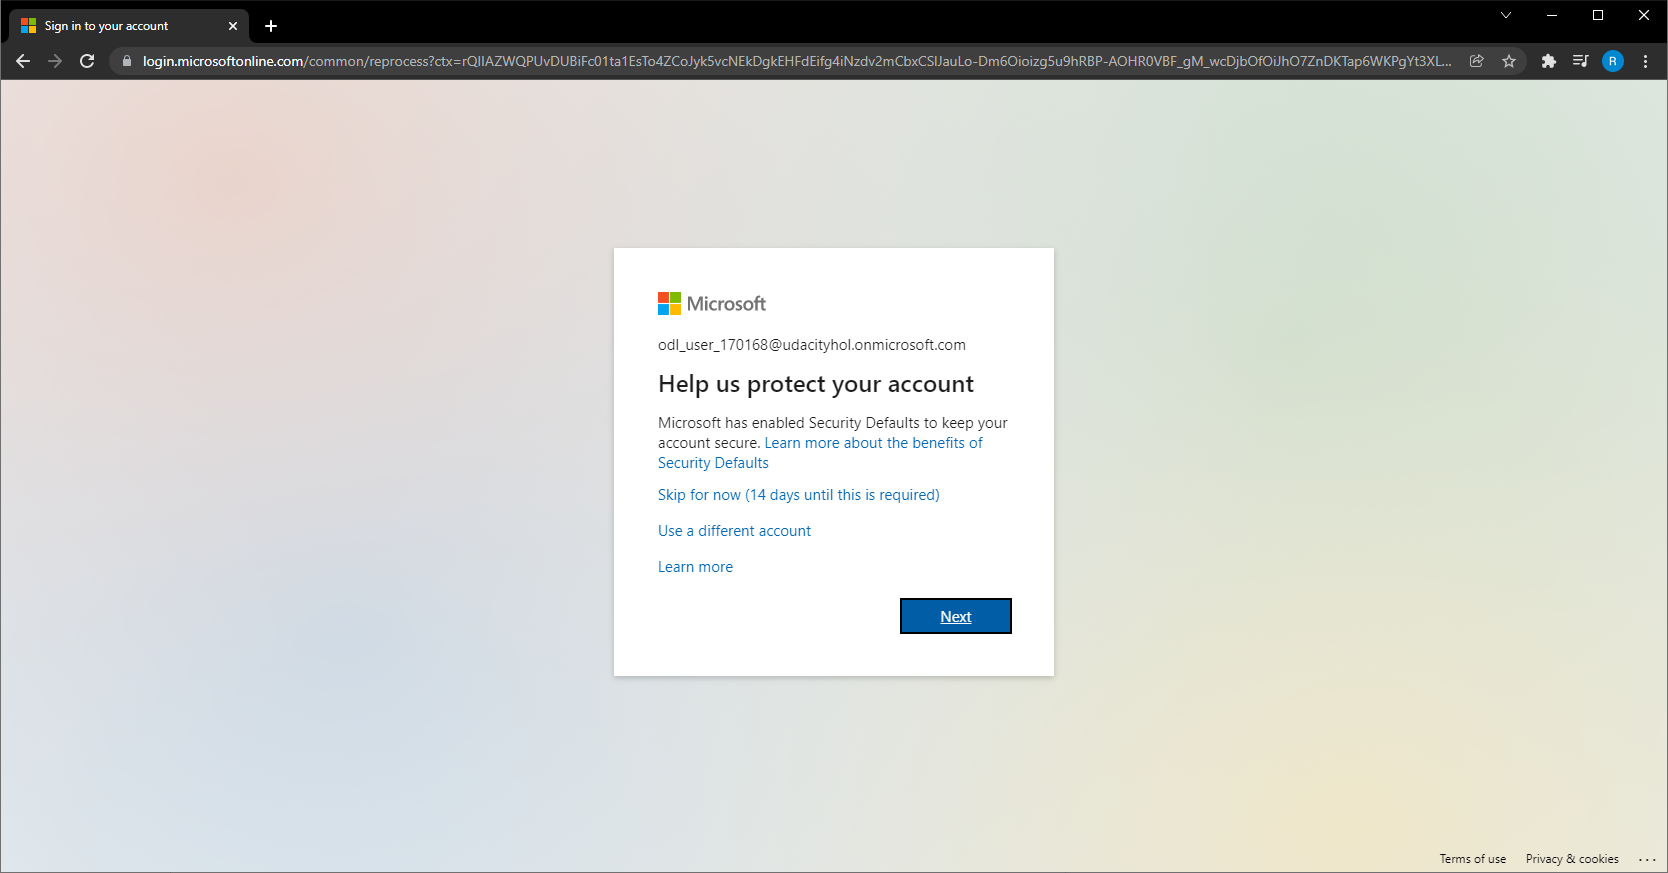 Sign in to your account
login.microsoftonline.com/common/reprocess?ctx=rQIIAZWQPUvDUBiFc01ta1EsTo4ZCoJyk5vcNEkDgkEHFdEifg4iNzdv2mCbxCSlJauLo-Dm6Oioizg5u9hRBP-AOHR0VBF_gM_wcDjbOfOiJhO7ZnDKTap6WKPgYt3XL...
R
Microsoft
odl_user_170168@udacityhol.onmicrosoft.com
Help us protect your account
Microsoft has enabled Security Defaults to keep your
account secure. Learn more about the benefits of
Security Defaults
Skip for now (14 days until this is required)
Use a different account
Learn more
Next
Terms of use Privacy & cookies ...